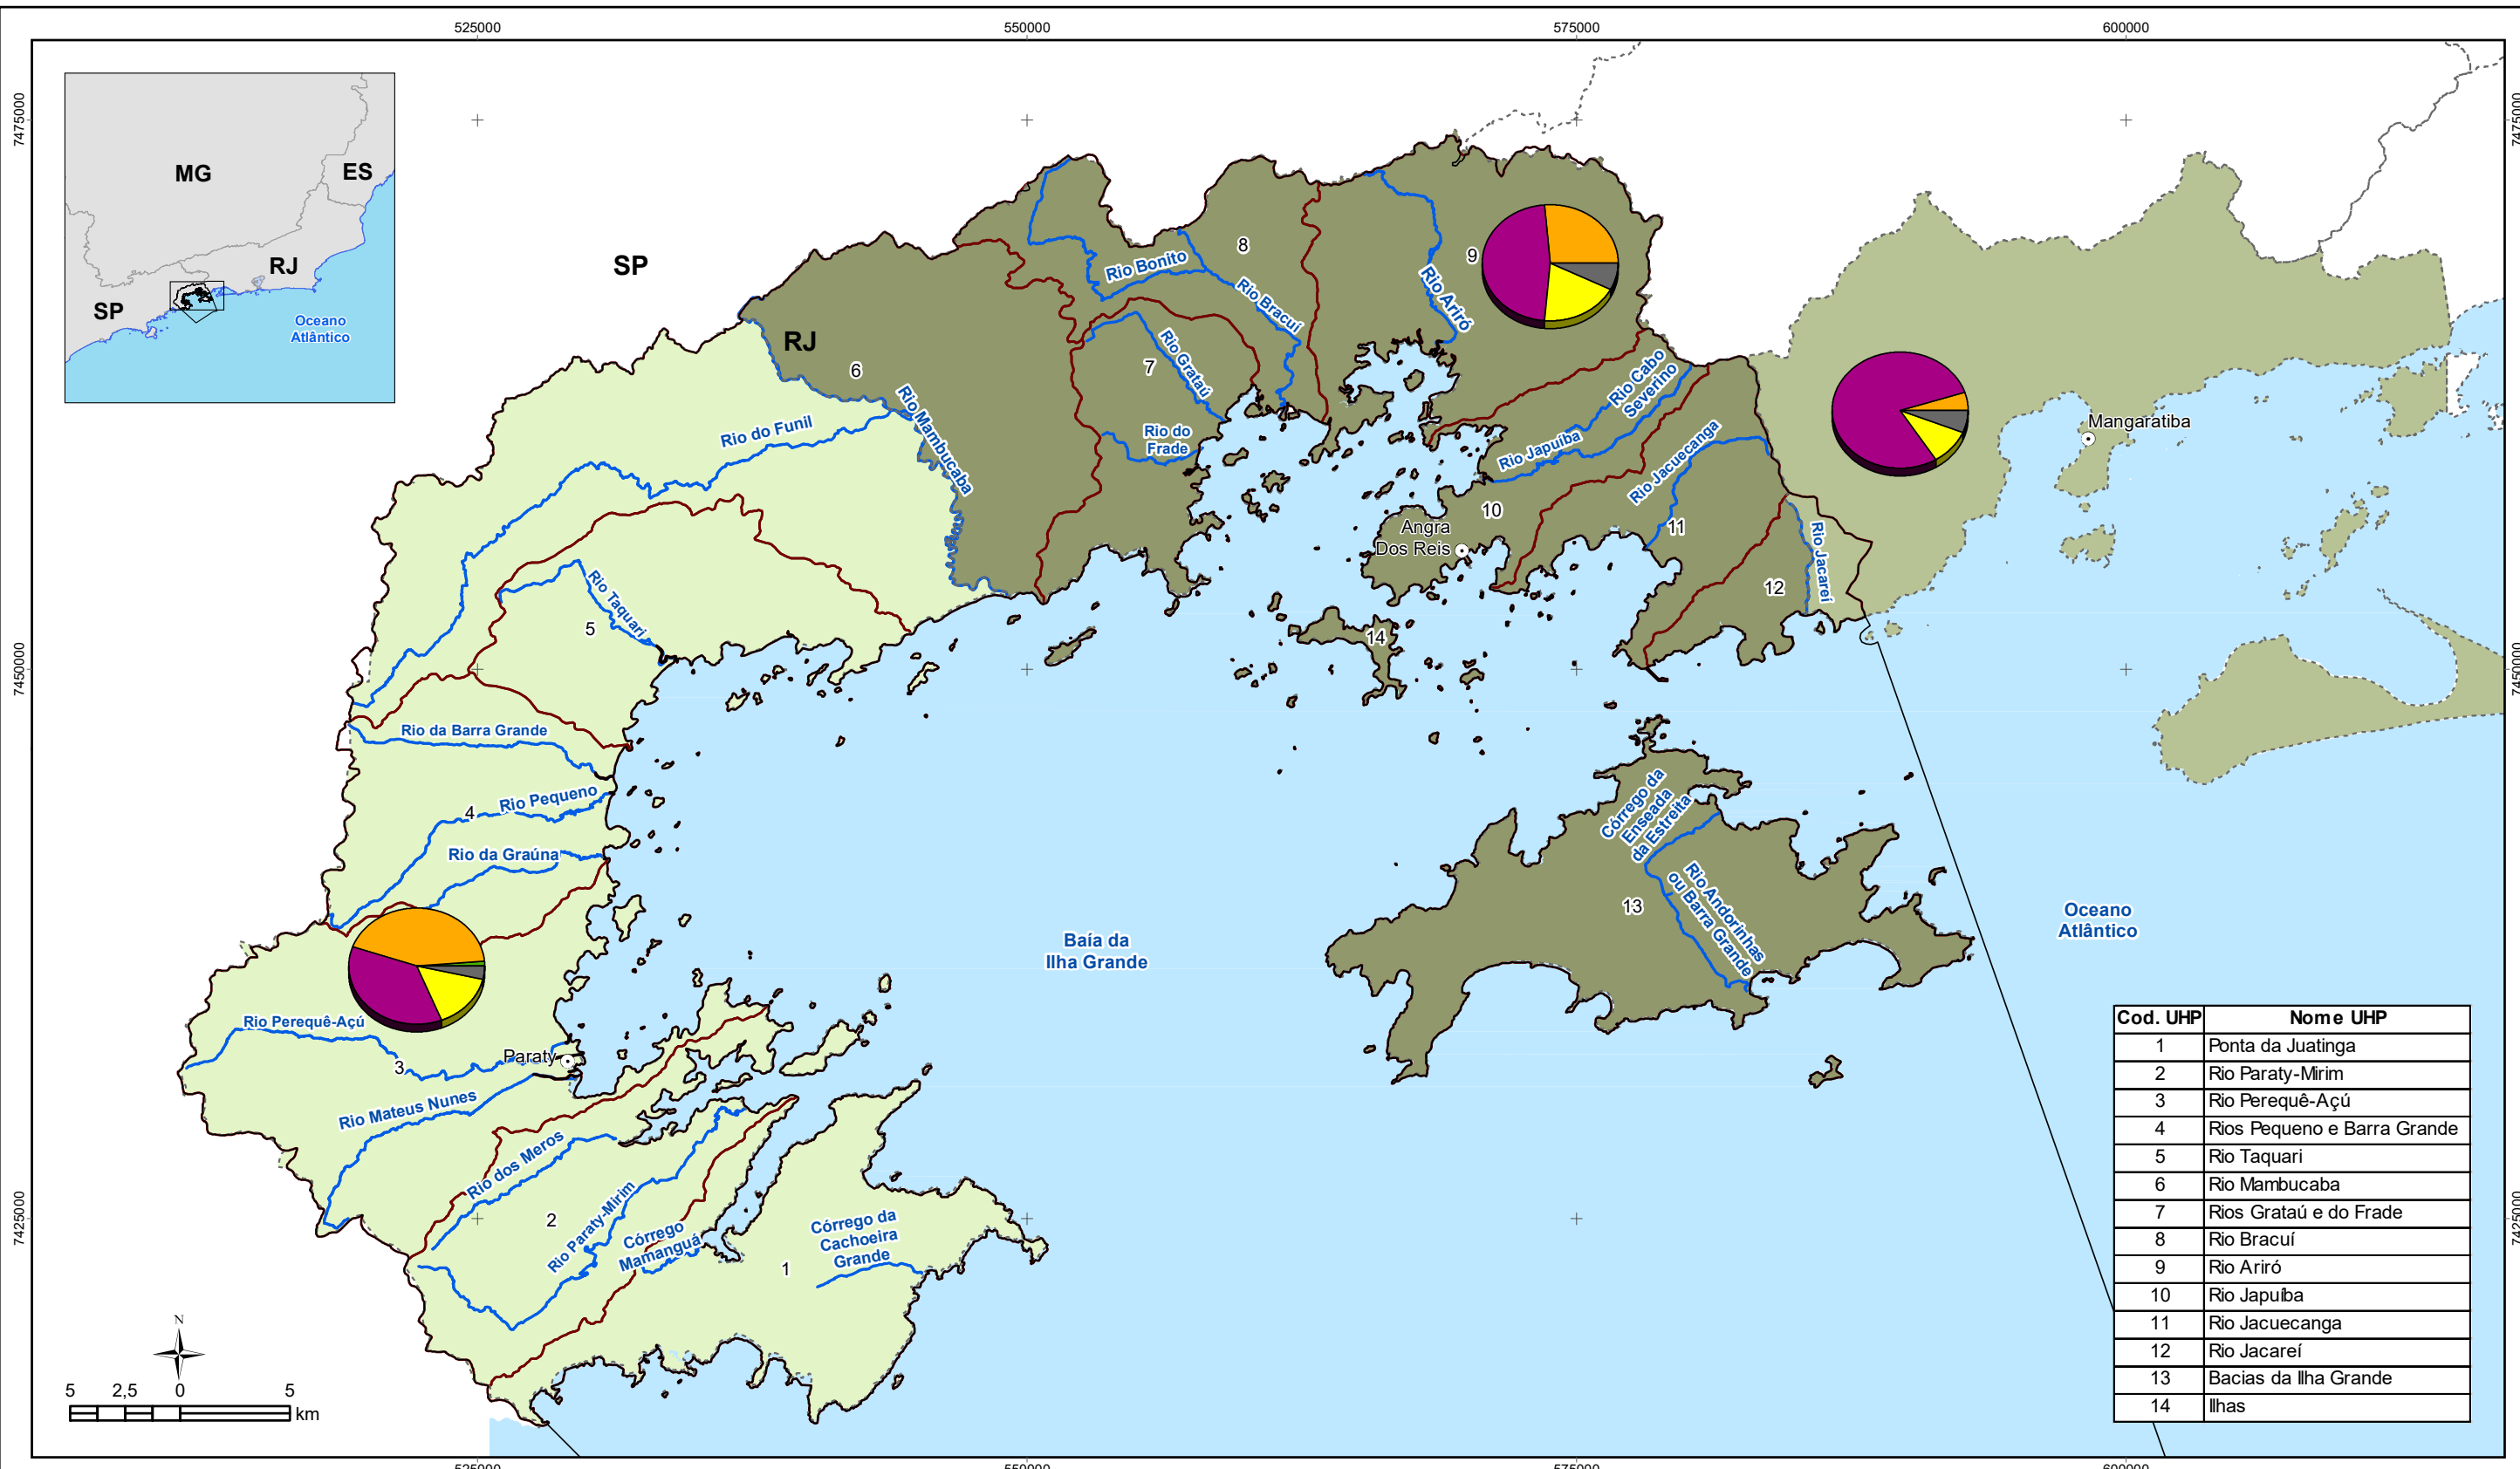 525000
550000
575000
600000
7475000
7475000
MG
ES
RJ
SP
Oceano
Atlântico
SP
RJ
8
9
Rio Bonito
Rio Bracuí
Rio Ariró
6
7
Rio Grataú
Rio do
Frade
Rio Mambucaba
Rio do Funil
Rio Cabo
Severino
Rio Japuíba
Rio Jacuecanga
Mangaratiba
10
11
Angra
Dos Reis
Rio Jacareí
12
5
Rio Taquari
14
7450000
7450000
Rio da Barra Grande
4
Rio Pequeno
Rio da Graúna
Córrego da
Enseada
da Estreita
13
Rio Andorinhas
ou Barra Grande
Baía da
Ilha Grande
Oceano
Atlântico
Rio Perequê-Açú
3
Paraty
Rio Mateus Nunes
Rio dos Meros
2
Rio Paraty-Mirim
Córrego
Mamanguá
1
Córrego da
Cachoeira
Grande
7425000
7425000
Cod. UHP Nome UHP
1 Ponta da Juatinga
2 Rio Paraty-Mirim
3 Rio Perequê-Açú
4 Rios Pequeno e Barra Grande
5 Rio Taquari
6 Rio Mambucaba
7 Rios Grataú e do Frade
8 Rio Bracuí
9 Rio Ariró
10 Rio Japuíba
11 Rio Jacuecanga
12 Rio Jacareí
13 Bacias da Ilha Grande
14 Ilhas
N
5 2,5 0 5
km
525000
550000
575000
600000